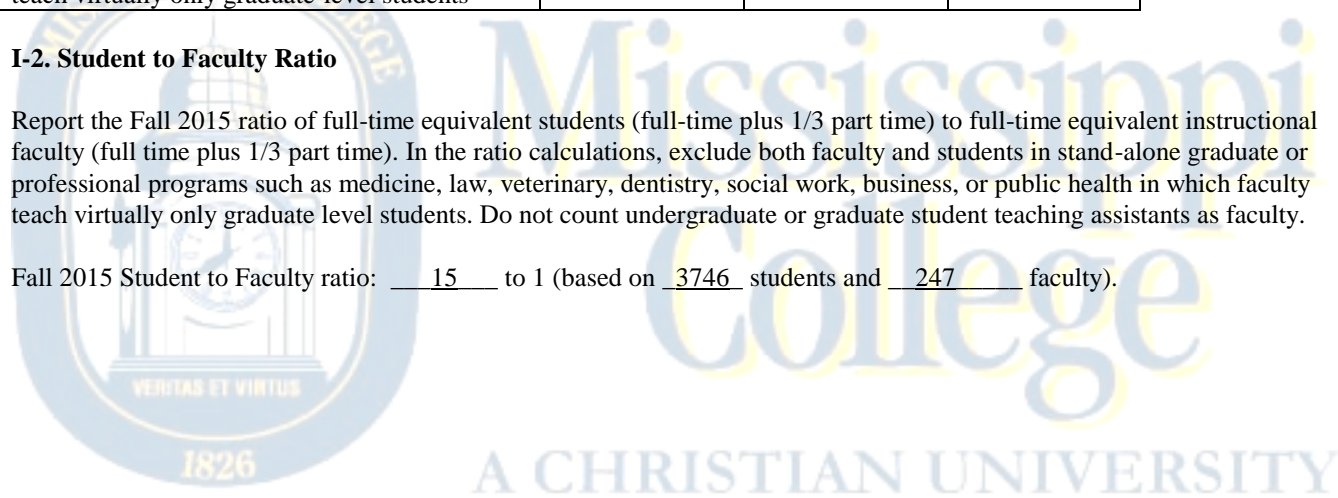 teach virtually only graduate-level students
I-2. Student to Faculty Ratio
Report the Fall 2015 ratio of full-time equivalent students (full-time plus 1/3 part time) to full-time equivalent instructional
faculty (full time plus 1/3 part time). In the ratio calculations, exclude both faculty and students in stand-alone graduate or
professional programs such as medicine, law, veterinary, dentistry, social work, business, or public health in which faculty
teach virtually only graduate level students. Do not count undergraduate or graduate student teaching assistants as faculty.
Fall 2015 Student to Faculty ratio: ___15___ to 1 (based on _3746_ students and __247_____ faculty).
Mississippi
College
VERITAS ET VIRTUS
1826
A CHRISTIAN UNIVERSITY